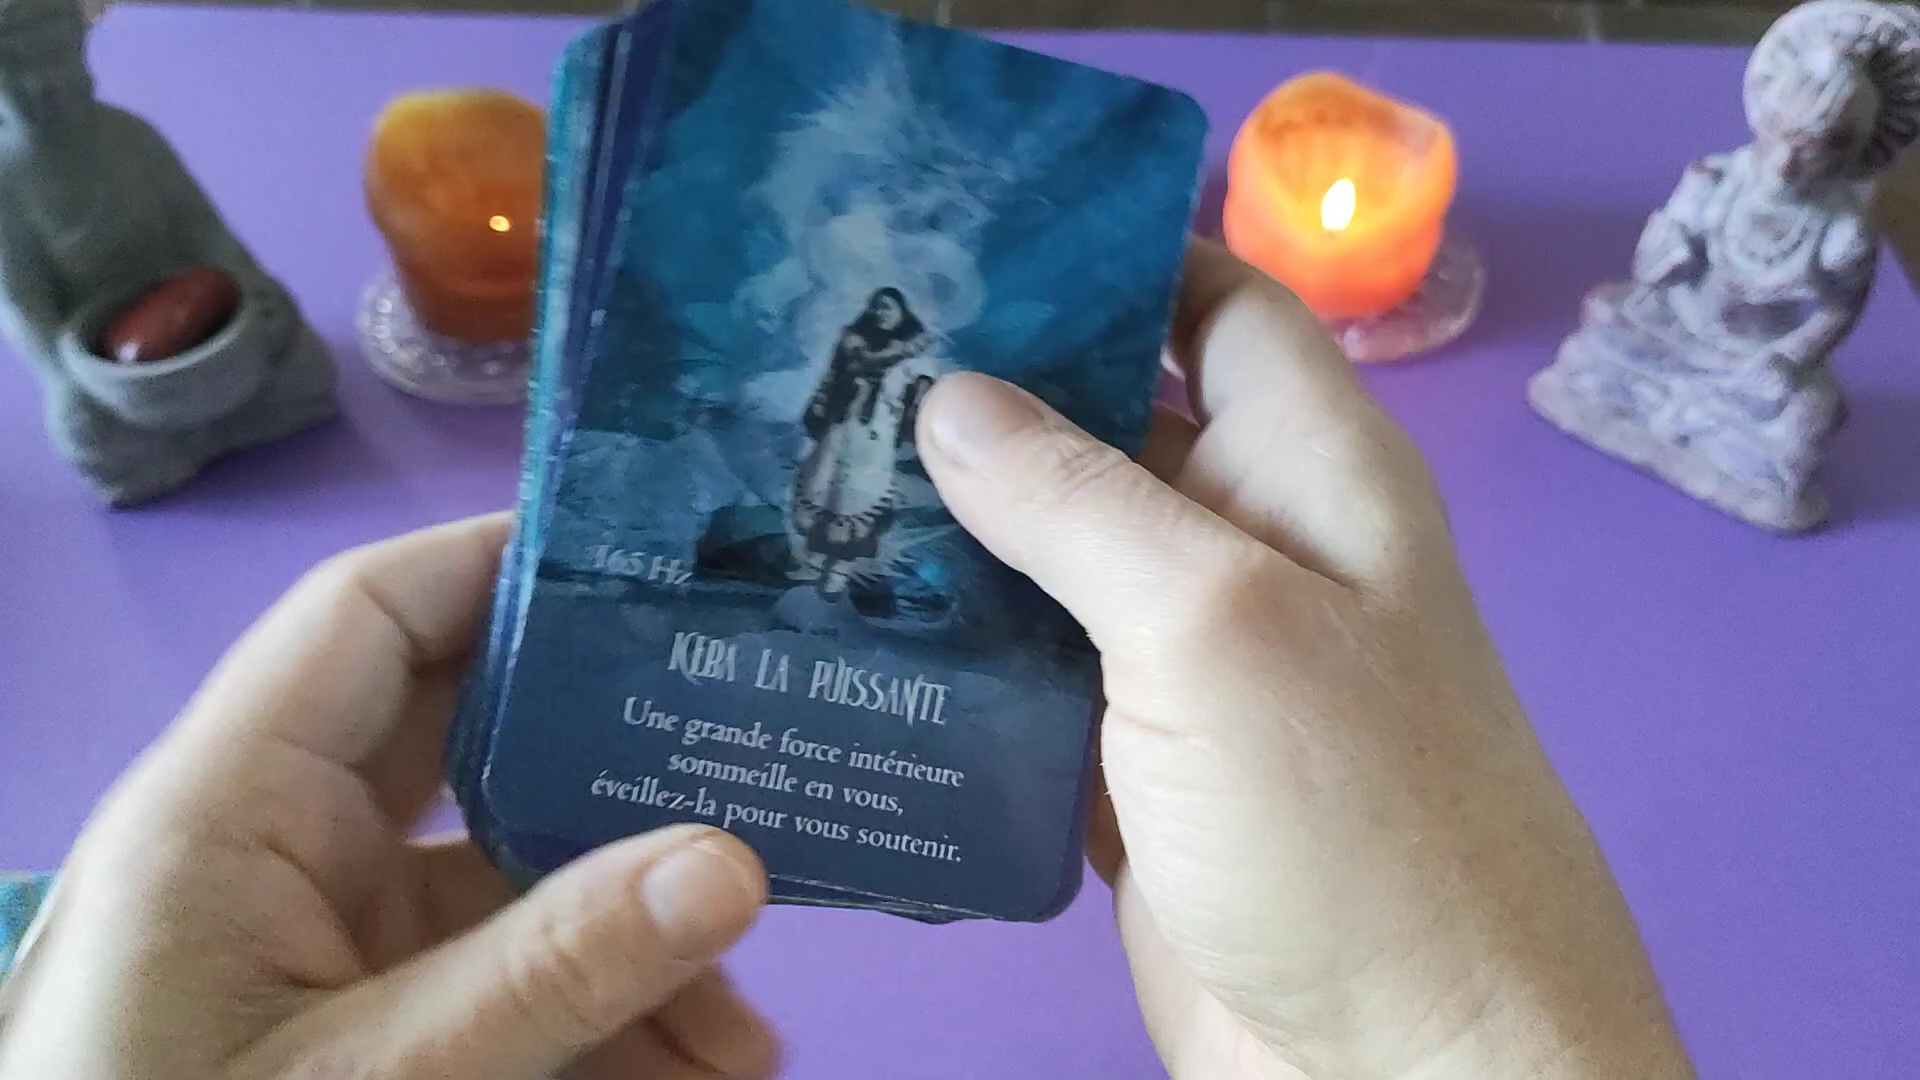 165 Hz
KEBA LA PUISSANTE
Une grande force intérieure
sommeille en vous,
éveillez-la pour vous soutenir.